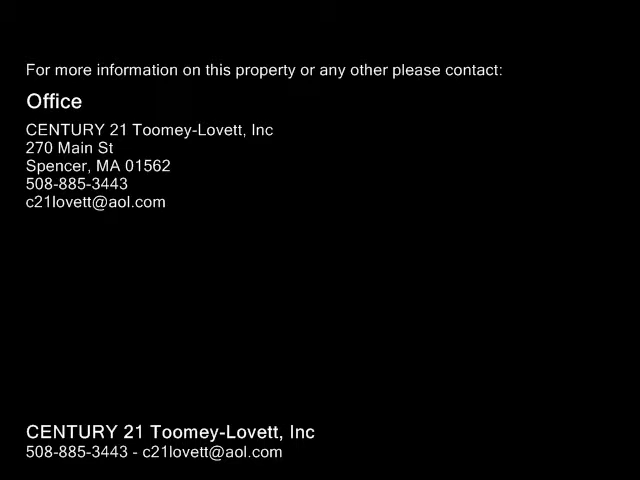 For more information on this property or any other please contact:
Office
CENTURY 21 Toomey-Lovett, Inc
270 Main St
Spencer, MA 01562
508-885-3443
c21lovett@aol.com
CENTURY 21 Toomey-Lovett, Inc
508-885-3443 - c21lovett@aol.com